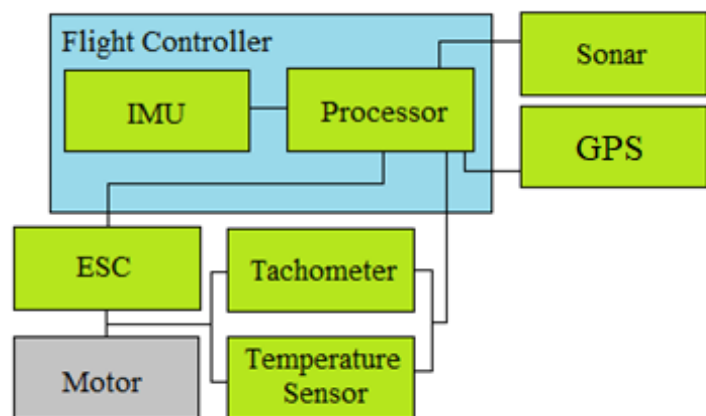 Flight Controller
Sonar
IMU
Processor
GPS
ESC
Tachometer
Motor
Temperature
Sensor